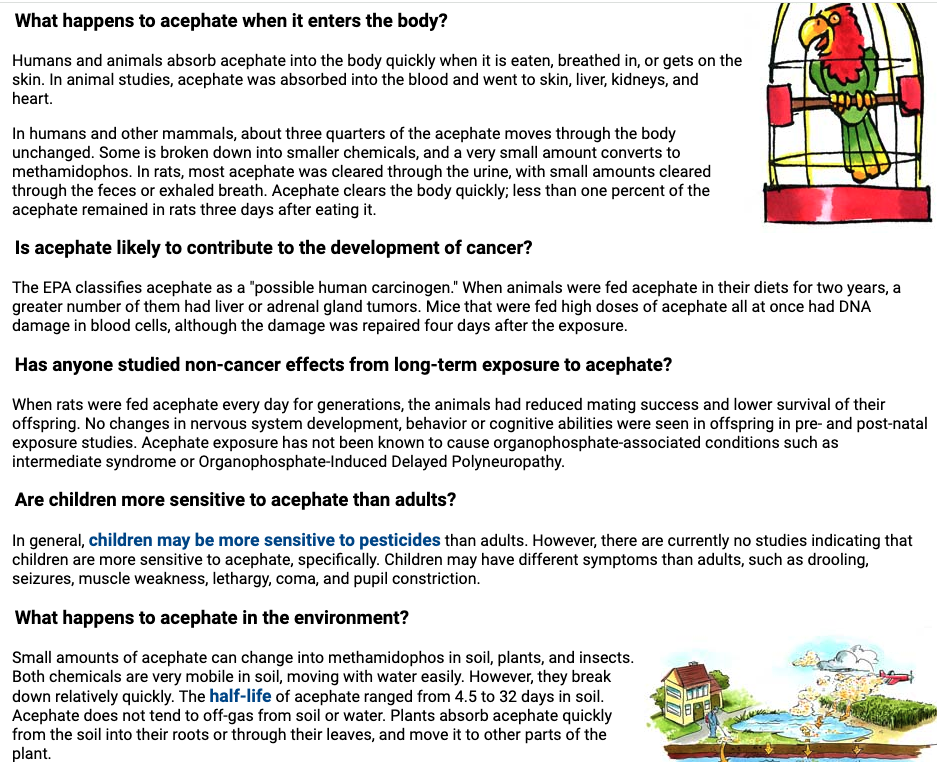 What happens to acephate when it enters the body?
Humans and animals absorb acephate into the body quickly when it is eaten, breathed in, or gets on the
skin. In animal studies, acephate was absorbed into the blood and went to skin, liver, kidneys, and
heart.
In humans and other mammals, about three quarters of the acephate moves through the body
unchanged. Some is broken down into smaller chemicals, and a very small amount converts to
methamidophos. In rats, most acephate was cleared through the urine, with small amounts cleared
through the feces or exhaled breath. Acephate clears the body quickly; less than one percent of the
acephate remained in rats three days after eating it.
Is acephate likely to contribute to the development of cancer?
The EPA classifies acephate as a "possible human carcinogen." When animals were fed acephate in their diets for two years, a
greater number of them had liver or adrenal gland tumors. Mice that were fed high doses of acephate all at once had DNA
damage in blood cells, although the damage was repaired four days after the exposure.
Has anyone studied non-cancer effects from long-term exposure to acephate?
When rats were fed acephate every day for generations, the animals had reduced mating success and lower survival of their
offspring. No changes in nervous system development, behavior or cognitive abilities were seen in offspring in pre- and post-natal
exposure studies. Acephate exposure has not been known to cause organophosphate-associated conditions such as
intermediate syndrome or Organophosphate-Induced Delayed Polyneuropathy.
Are children more sensitive to acephate than adults?
In general, children may be more sensitive to pesticides than adults. However, there are currently no studies indicating that
children are more sensitive to acephate, specifically. Children may have different symptoms than adults, such as drooling,
seizures, muscle weakness, lethargy, coma, and pupil constriction.
What happens to acephate in the environment?
Small amounts of acephate can change into methamidophos in soil, plants, and insects.
Both chemicals are very mobile in soil, moving with water easily. However, they break
down relatively quickly. The half-life of acephate ranged from 4.5 to 32 days in soil.
Acephate does not tend to off-gas from soil or water. Plants absorb acephate quickly
from the soil into their roots or through their leaves, and move it to other parts of the
plant.